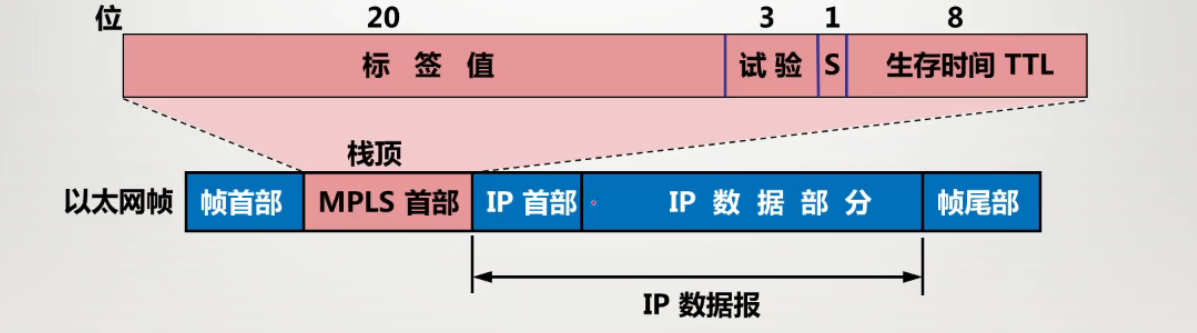 位 20 3 1 8
标 签 值 试 验 S 生存时间 TTL
栈顶
以太网帧 帧首部 MPLS 首部 IP 首部 IP 数 据 部 分 帧尾部
IP 数据报